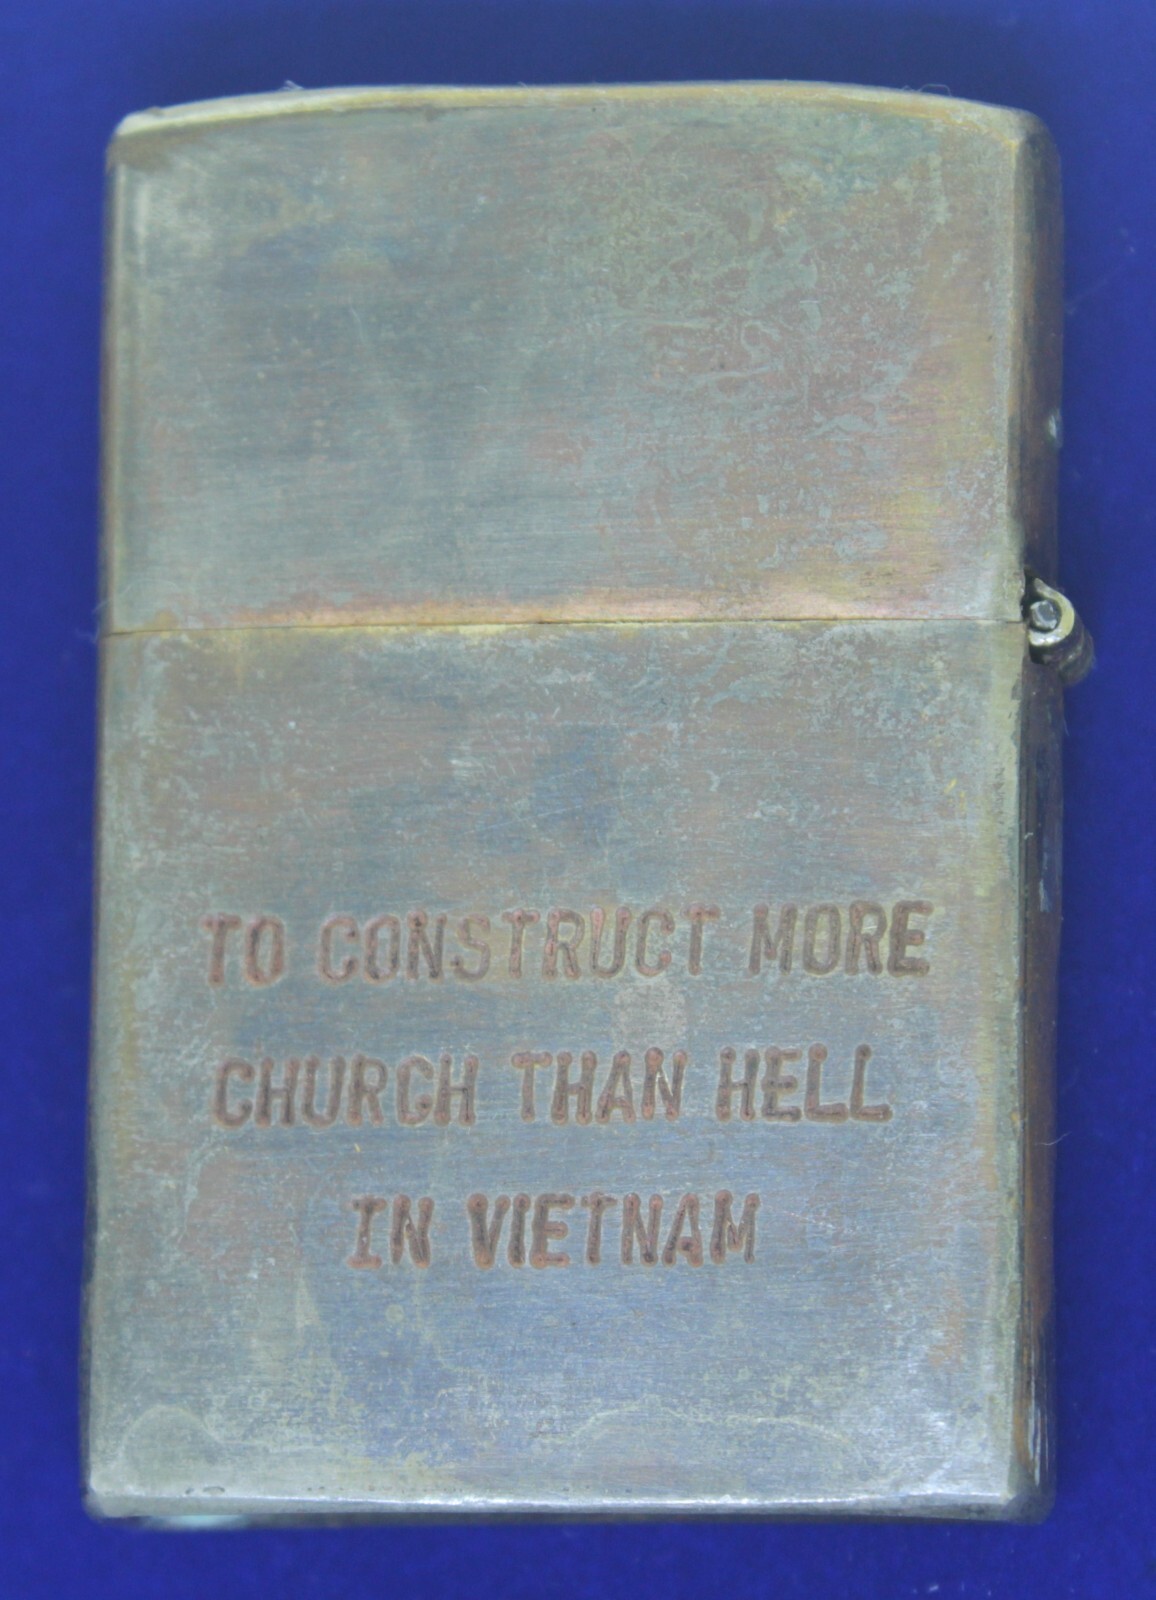 TO CONSTRUCT MORE
CHURCH THAN HELL
IN VIETNAM